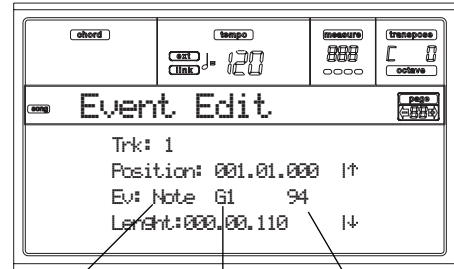 chord tempo measure transpose
ext link ♩= 120 888 C 0
octave
song Event Edit page
88
Trk: 1
Position: 001.01.000 I↑
Ev: Note G1 94
Lenght:000.00.110 I↓